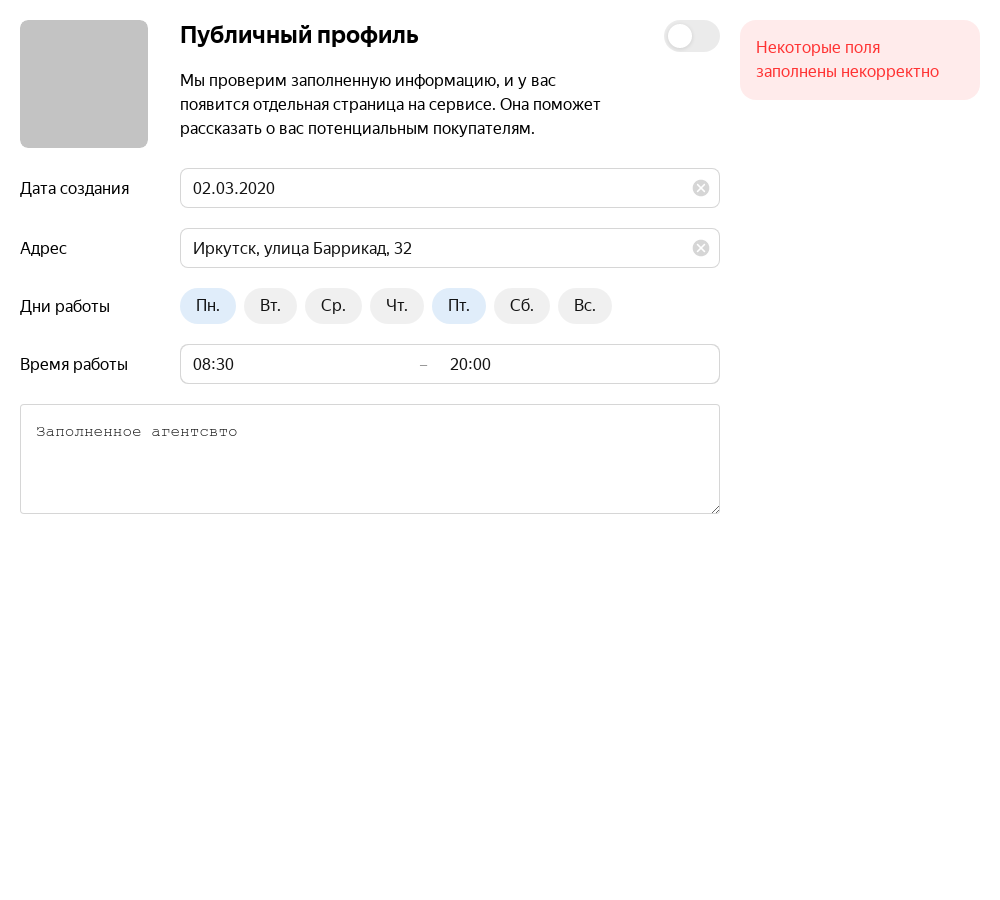 Публичный профиль
Мы проверим заполненную информацию, и у вас
появится отдельная страница на сервисе. Она поможет
рассказать о вас потенциальным покупателям.
Некоторые поля
заполнены некорректно
Дата создания 02.03.2020
Адрес Иркутск, улица Баррикад, 32
Дни работы Пн. Вт. Ср. Чт. Пт. Сб. Вс.
Время работы 08:30 – 20:00
Заполненное агентсвто